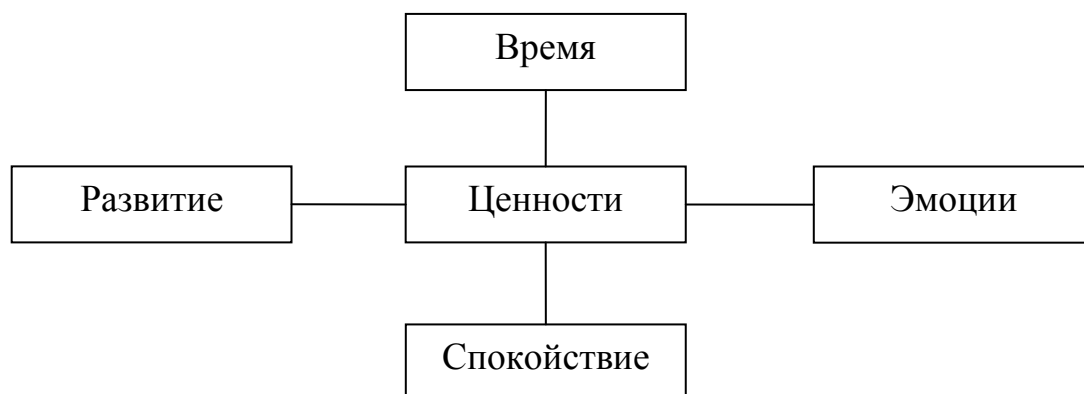 Время
Развитие
Ценности
Эмоции
Спокойствие